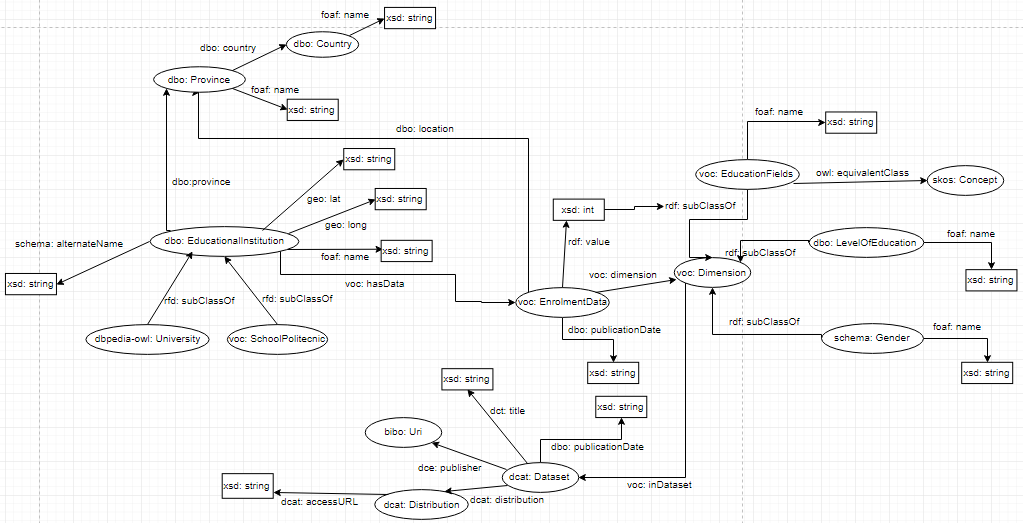 foaf: name
xsd: string
dbo: country
dbo: Country
dbo: Province
foaf: name
xsd: string
foaf: name
xsd: string
dbo: location
xsd: string
voc: EducationFields
owl: equivalentClass
skos: Concept
dbo:province
geo: lat
xsd: string
geo: long
xsd: int
rdf: subClassOf
schema: alternateName
dbo: EducationalInstitution
foaf: name
xsd: string
rdf: value
rdf: subClassOf
dbo: LevelOfEducation
foaf: name
xsd: string
voc: hasData
voc: dimension
voc: Dimension
xsd: string
rfd: subClassOf
rfd: subClassOf
voc: EnrolmentData
rdf: subClassOf
foaf: name
dbpedia-owl: University
voc: SchoolPolitecnic
dbo: publicationDate
schema: Gender
xsd: string
xsd: string
xsd: string
dct: title
xsd: string
bibo: Uri
dbo: publicationDate
dce: publisher
dcat: Dataset
voc: inDataset
xsd: string
dcat: accessURL
dcat: Distribution
dcat: distribution